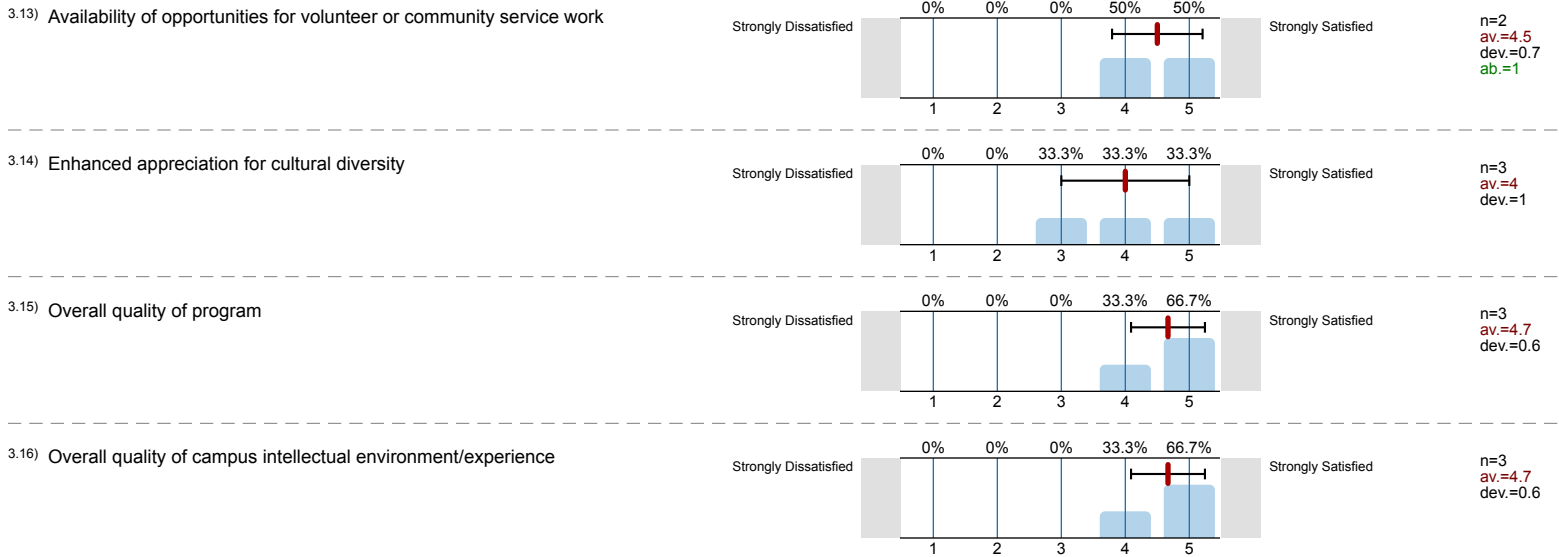 3.13) Availability of opportunities for volunteer or community service work
0% 0% 0% 50% 50%
Strongly Dissatisfied Strongly Satisfied
n=2
av.=4.5
dev.=0.7
ab.=1
1 2 3 4 5
3.14) Enhanced appreciation for cultural diversity
0% 0% 33.3% 33.3% 33.3%
Strongly Dissatisfied Strongly Satisfied
n=3
av.=4
dev.=1
1 2 3 4 5
3.15) Overall quality of program
0% 0% 0% 33.3% 66.7%
Strongly Dissatisfied Strongly Satisfied
n=3
av.=4.7
dev.=0.6
1 2 3 4 5
3.16) Overall quality of campus intellectual environment/experience
0% 0% 0% 33.3% 66.7%
Strongly Dissatisfied Strongly Satisfied
n=3
av.=4.7
dev.=0.6
1 2 3 4 5